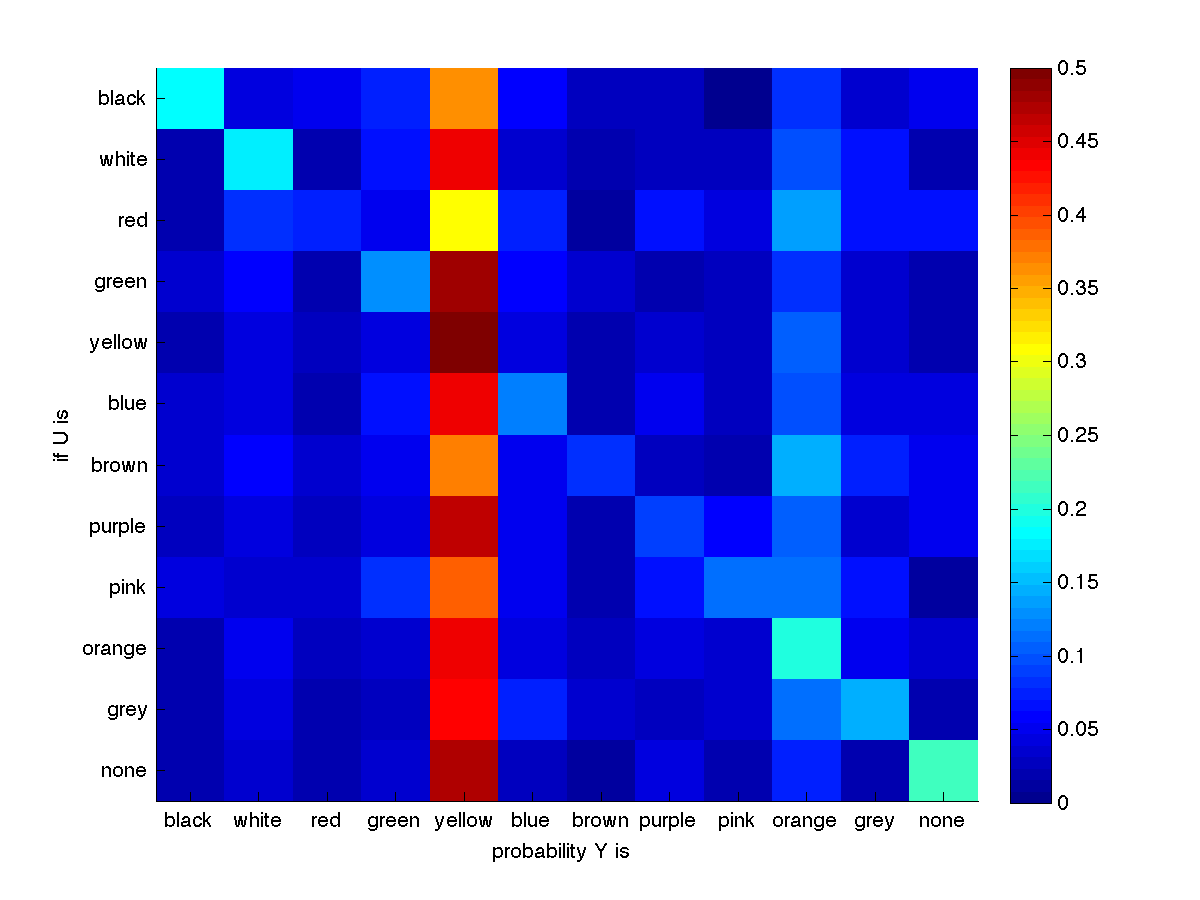 black
white
red
green
yellow
blue
brown
purple
pink
orange
grey
none
if U is
black white red green yellow blue brown purple pink orange grey none
probability Y is
0.5
0.45
0.4
0.35
0.3
0.25
0.2
0.15
0.1
0.05
0